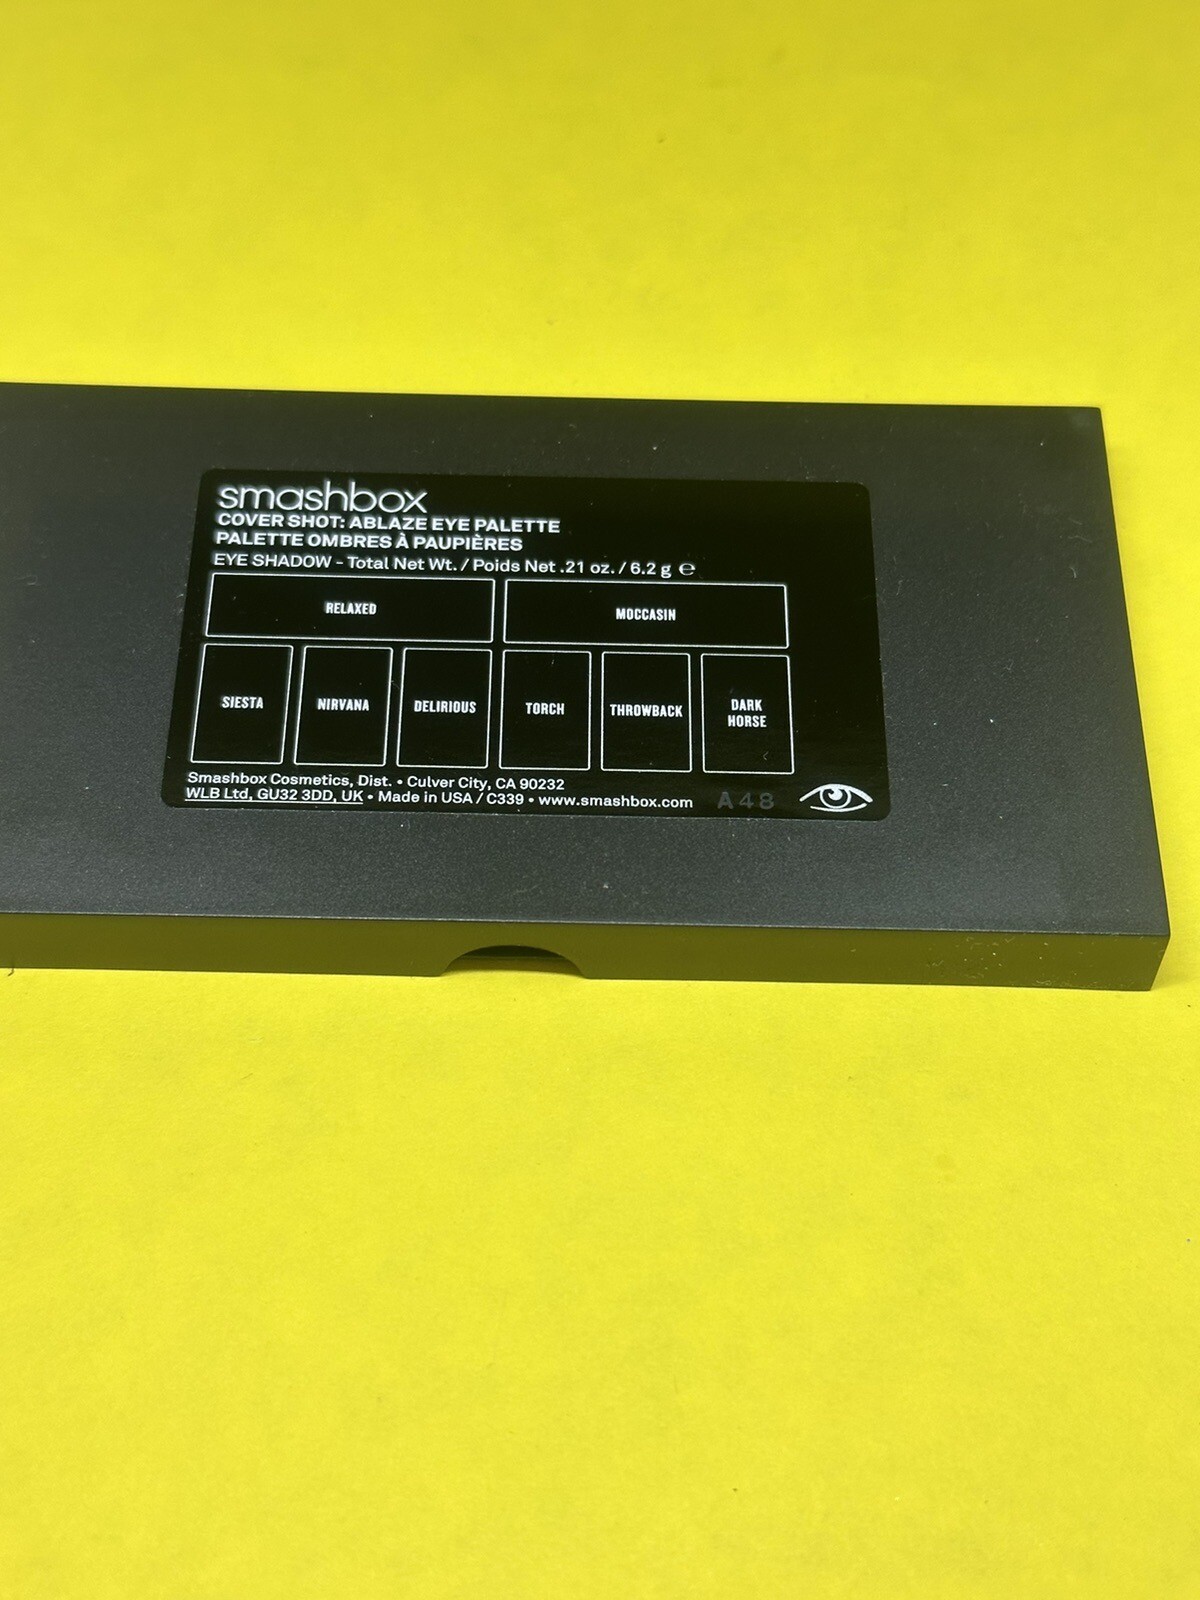 smashbox
COVER SHOT: ABLAZE EYE PALETTE
PALETTE OMBRES À PAUPIÈRES
EYE SHADOW - Total Net Wt. / Poids Net .21 oz. / 6.2 g ℮
RELAXED
MOCCASIN
SIESTA
NIRVANA
DELIRIOUS
TORCH
THROWBACK
DARK
HORSE
Smashbox Cosmetics, Dist. • Culver City, CA 90232
WLB Ltd, GU32 3DD, UK • Made in USA / C339 • www.smashbox.com
A48